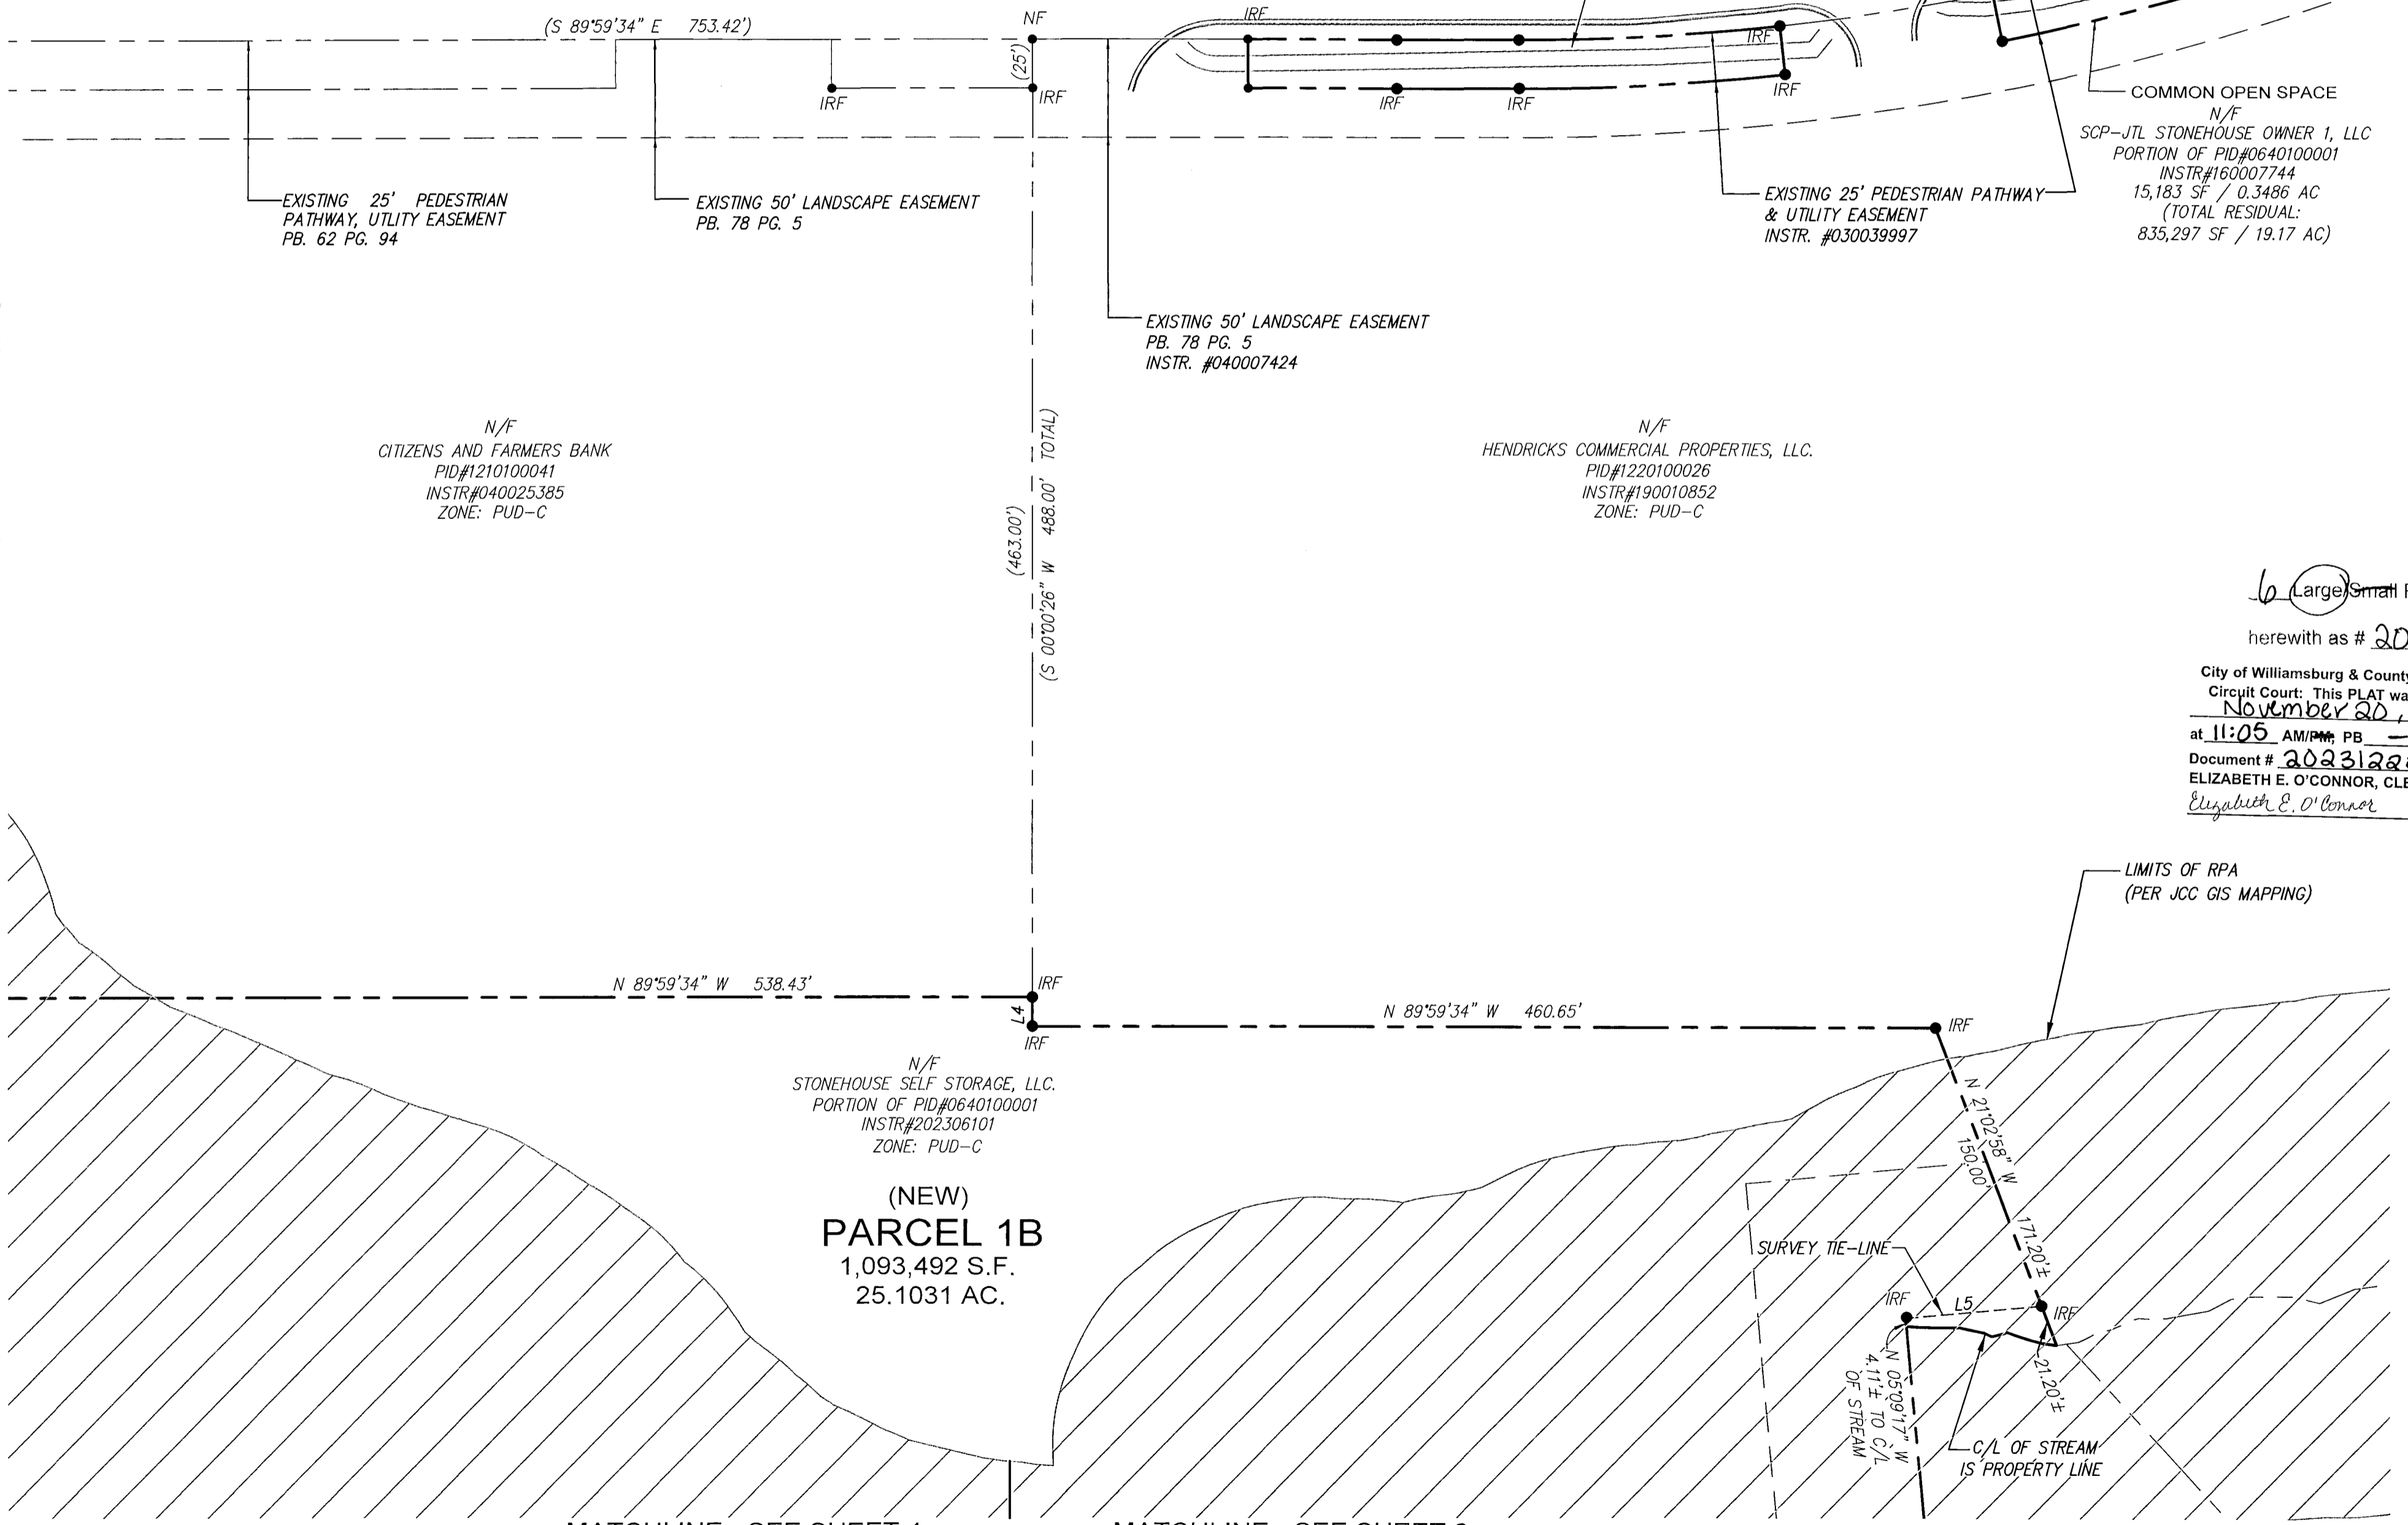 (S 89°59'34" E 753.42')
NF
IRF
IRF
(25')
IRF
IRF
IRF
IRF
IRF
COMMON OPEN SPACE
N/F
SCP-JTL STONEHOUSE OWNER 1, LLC
PORTION OF PID#0640100001
INSTR#160007744
15,183 SF / 0.3486 AC
(TOTAL RESIDUAL:
835,297 SF / 19.17 AC)
EXISTING 25' PEDESTRIAN
PATHWAY, UTLITY EASEMENT
PB. 62 PG. 94
EXISTING 50' LANDSCAPE EASEMENT
PB. 78 PG. 5
EXISTING 25' PEDESTRIAN PATHWAY
& UTILITY EASEMENT
INSTR. #030039997
EXISTING 50' LANDSCAPE EASEMENT
PB. 78 PG. 5
INSTR. #040007424
N/F
CITIZENS AND FARMERS BANK
PID#1210100041
INSTR#040025385
ZONE: PUD-C
(463.00')
(S 00°00'26" W 488.00' TOTAL)
N/F
HENDRICKS COMMERCIAL PROPERTIES, LLC.
PID#1220100026
INSTR#190010852
ZONE: PUD-C
6 Large/Small
herewith as # 20
City of Williamsburg & County
Circuit Court: This PLAT wa
November 20,
at 11:05 AM/PM, PB —
Document # 20231222
ELIZABETH E. O'CONNOR, CLE
Elizabeth E. O'Connor
LIMITS OF RPA
(PER JCC GIS MAPPING)
N 89°59'34" W 538.43'
IRF
L4
IRF
N 89°59'34" W 460.65'
IRF
N/F
STONEHOUSE SELF STORAGE, LLC.
PORTION OF PID#0640100001
INSTR#202306101
ZONE: PUD-C
(NEW)
PARCEL 1B
1,093,492 S.F.
25.1031 AC.
N 21°02'58" W
150.00'
171.20'±
SURVEY TIE-LINE
IRF
L5
IRF
21.20'±
N 05°09'17" W
4.11'± TO C/L
OF STREAM
C/L OF STREAM
IS PROPERTY LINE